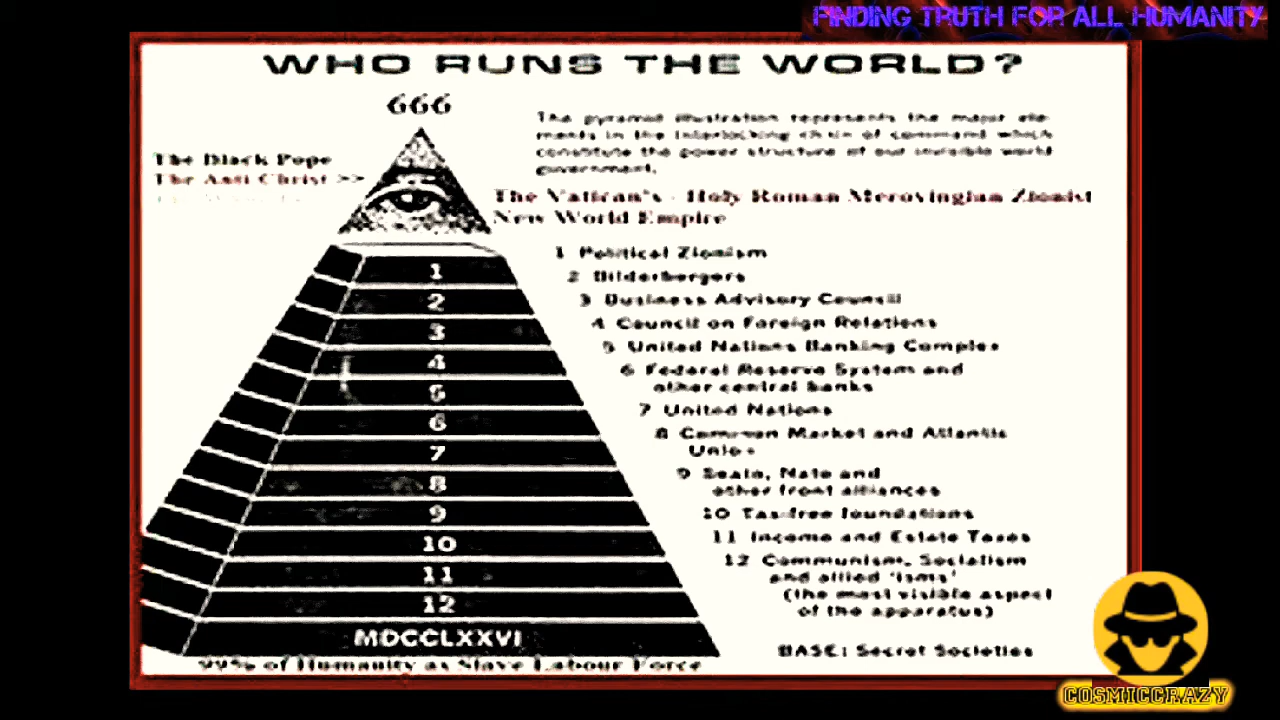 FINDING TRUTH FOR ALL HUMANITY
WHO RUNS THE WORLD?
666
The pyramid illustration represents the major ele-
ments in the interlocking chain of command which
constitute the power structure of our invisible world
government.
The Black Pope
The Anti Christ >>
The Vatican's - Holy Roman Merovingian Zionist
New World Empire
1 Political Zionism
2 Bilderbergers
3 Business Advisory Council
4 Council on Foreign Relations
5 United Nations Banking Complex
6 Federal Reserve System and
other central banks
7 United Nations
8 Common Market and Atlantic
Union
9 Seato, Nato and
other front alliances
10 Tax-free foundations
11 Income and Estate Taxes
12 Communism, Socialism
and allied 'isms'
(the most visible aspect
of the apparatus)
BASE: Secret Societies
1
2
3
4
5
6
7
8
9
10
11
12
MDCCLXXVI
99% of Humanity as Slave Labour Force
COSMICCRAZY